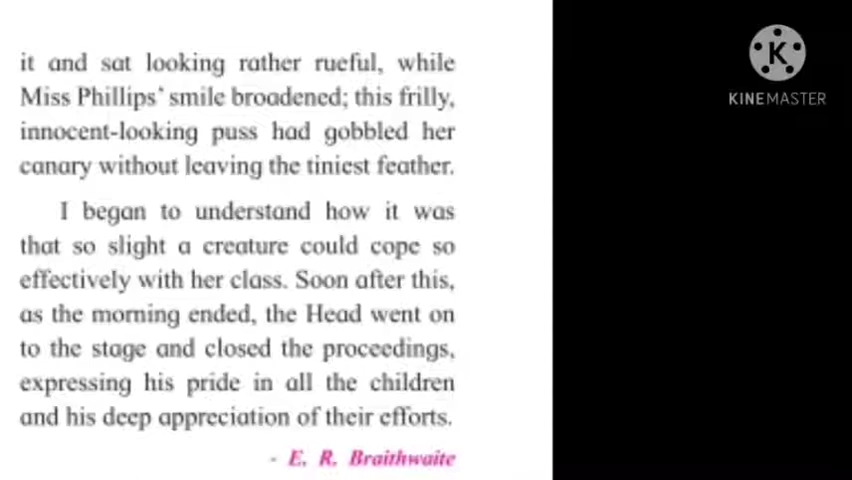 it and sat looking rather rueful, while
Miss Phillips' smile broadened; this frilly,
innocent-looking puss had gobbled her
canary without leaving the tiniest feather.
I began to understand how it was
that so slight a creature could cope so
effectively with her class. Soon after this,
as the morning ended, the Head went on
to the stage and closed the proceedings,
expressing his pride in all the children
and his deep appreciation of their efforts.
- E. R. Braithwaite
K
KINEMASTER